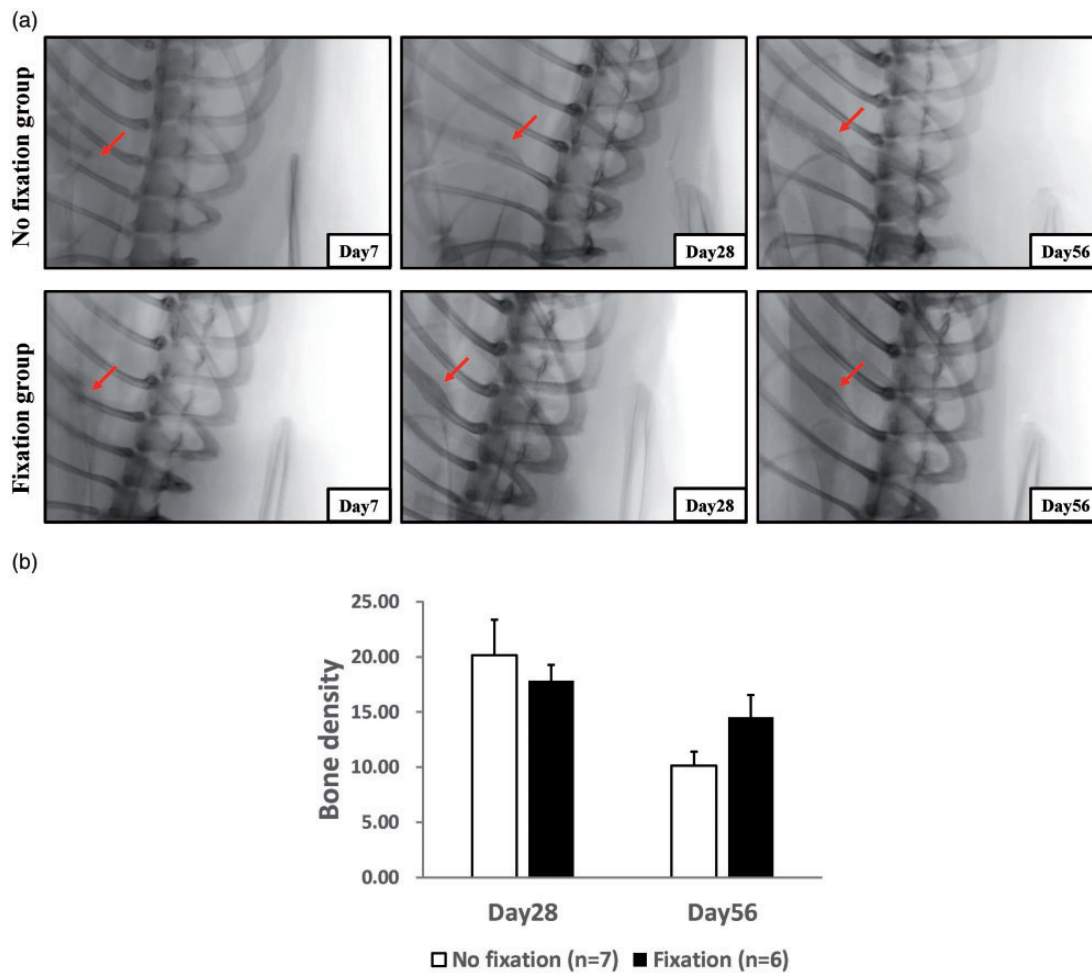 (a)
No fixation group
Day7
Day28
Day56
Fixation group
Day7
Day28
Day56
(b)
Bone density
25.00
20.00
15.00
10.00
5.00
0.00
Day28
Day56
No fixation (n=7)
Fixation (n=6)